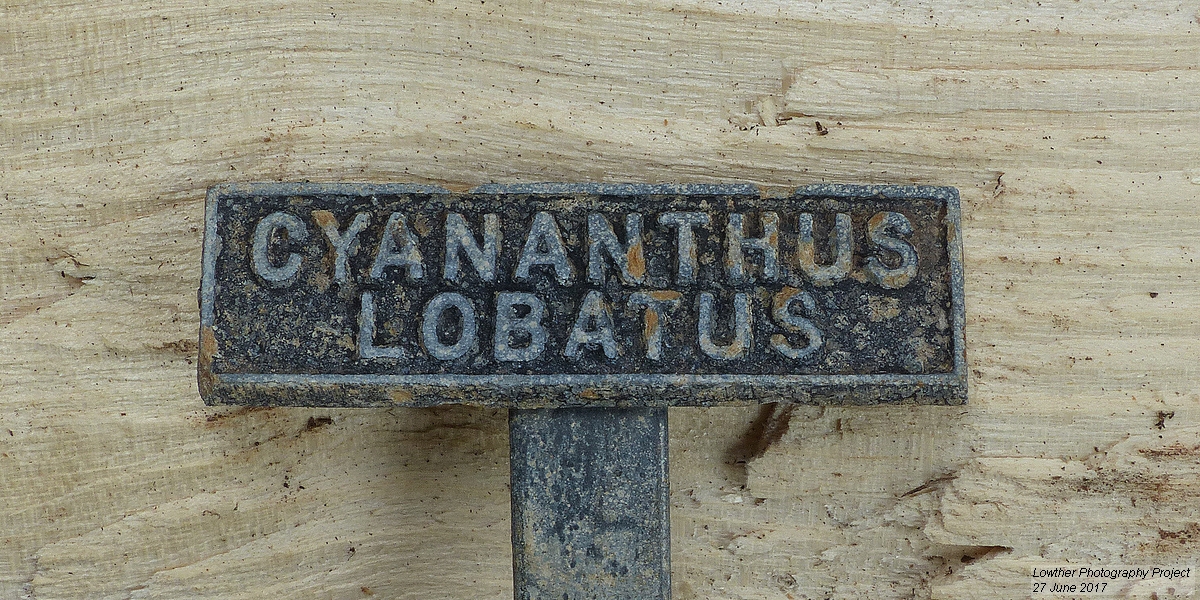 CYANANTHUS
LOBATUS
Lowther Photography Project
27 June 2017